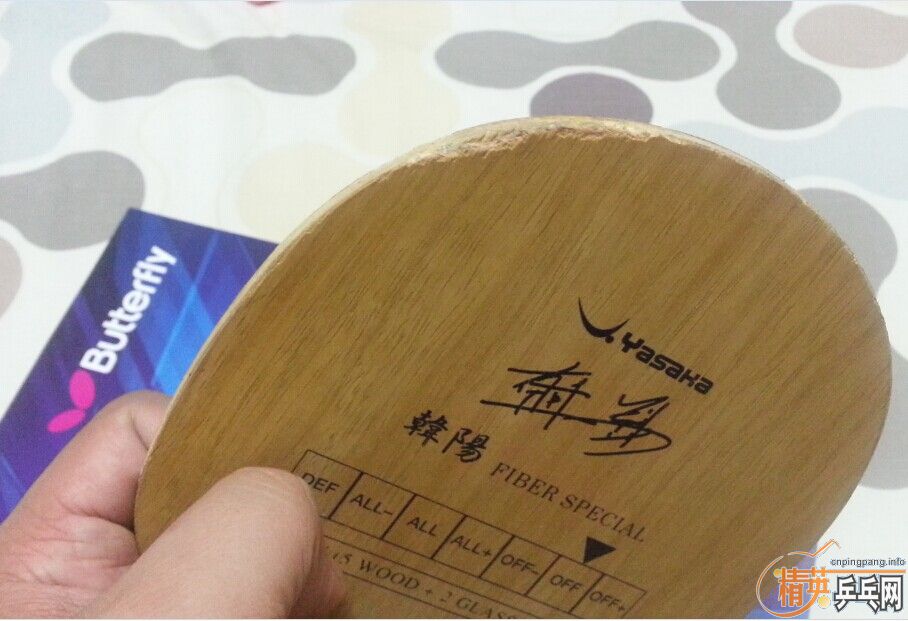 Butterfly
Yasaka
韓陽
FIBER SPECIAL
DEF ALL- ALL ALL+ OFF- OFF OFF+
5 WOOD + 2 GLASS
cnpingpang.info
精英乒乓网